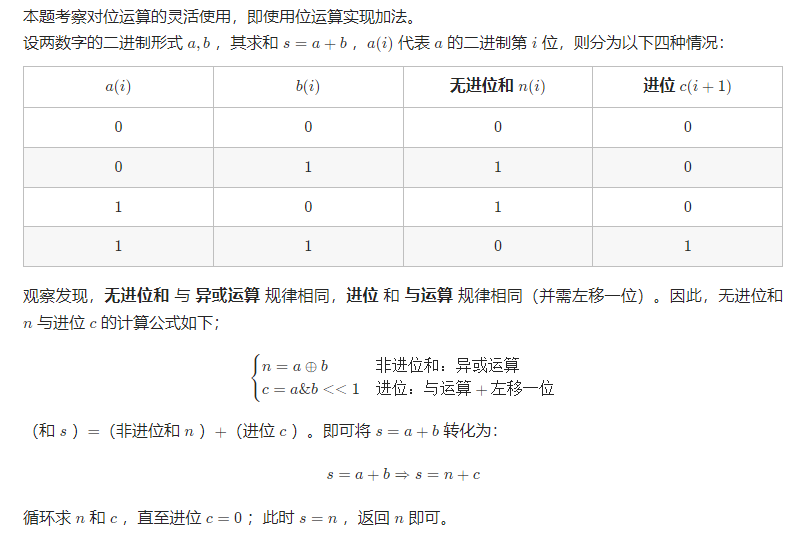 本题考察对位运算的灵活使用，即使用位运算实现加法。
设两数字的二进制形式 a, b ，其求和 s = a + b ，a(i) 代表 a 的二进制第 i 位，则分为以下四种情况：
a(i) b(i) 无进位和 n(i) 进位 c(i + 1)
0 0 0 0
0 1 1 0
1 0 1 0
1 1 0 1
观察发现，无进位和 与 异或运算 规律相同，进位 和 与运算 规律相同（并需左移一位）。因此，无进位和
n 与进位 c 的计算公式如下；
n = a ⊕ b 非进位和：异或运算
c = a&b << 1 进位：与运算 + 左移一位
（和 s ）=（非进位和 n ）+（进位 c ）。即可将 s = a + b 转化为：
s = a + b ⇒ s = n + c
循环求 n 和 c ，直至进位 c = 0 ；此时 s = n ，返回 n 即可。